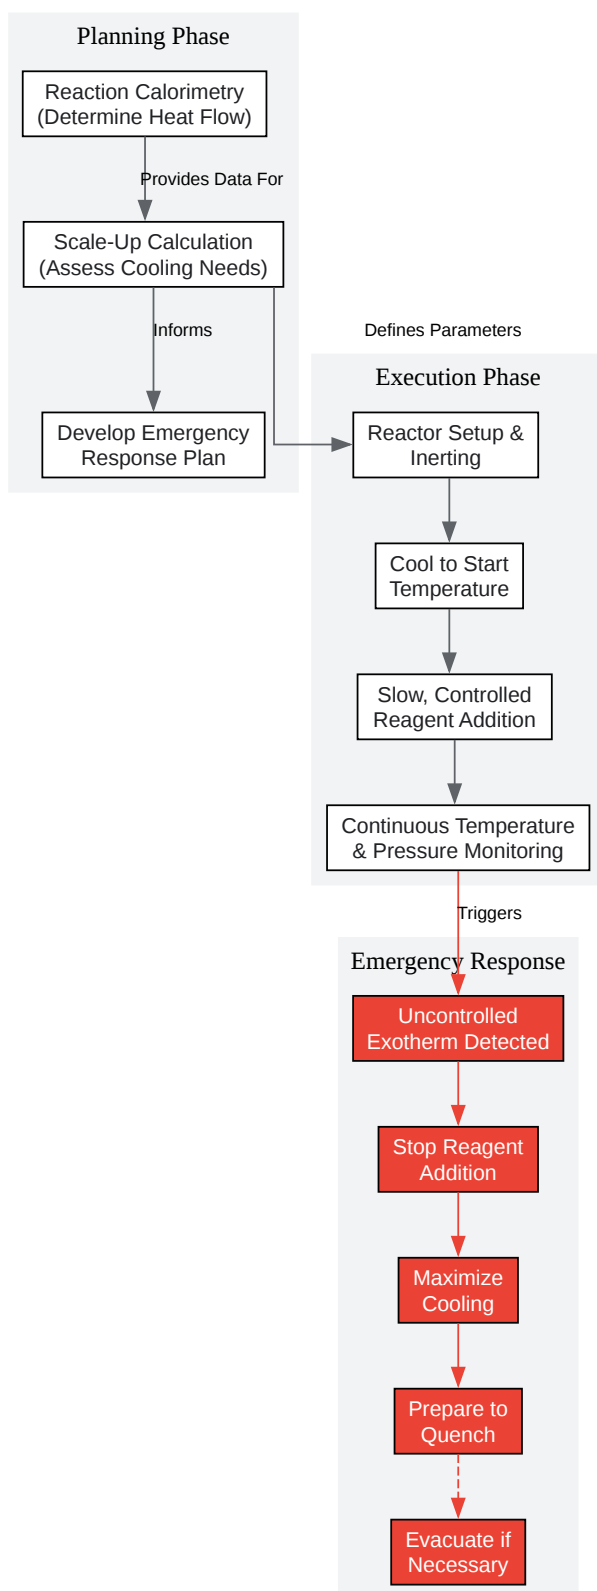 Planning Phase
Reaction Calorimetry
(Determine Heat Flow)
Provides Data For
Scale-Up Calculation
(Assess Cooling Needs)
Informs
Defines Parameters
Develop Emergency
Response Plan
Execution Phase
Reactor Setup &
Inerting
Cool to Start
Temperature
Slow, Controlled
Reagent Addition
Continuous Temperature
& Pressure Monitoring
Triggers
Emergency Response
Uncontrolled
Exotherm Detected
Stop Reagent
Addition
Maximize
Cooling
Prepare to
Quench
Evacuate if
Necessary